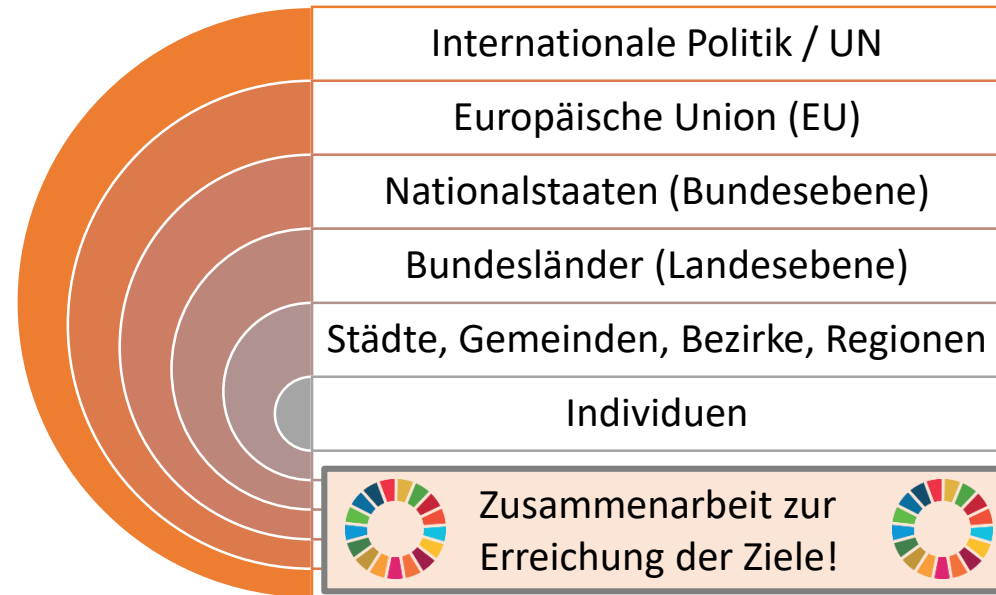 Internationale Politik / UN
Europäische Union (EU)
Nationalstaaten (Bundesebene)
Bundesländer (Landesebene)
Städte, Gemeinden, Bezirke, Regionen
Individuen
Zusammenarbeit zur
Erreichung der Ziele!